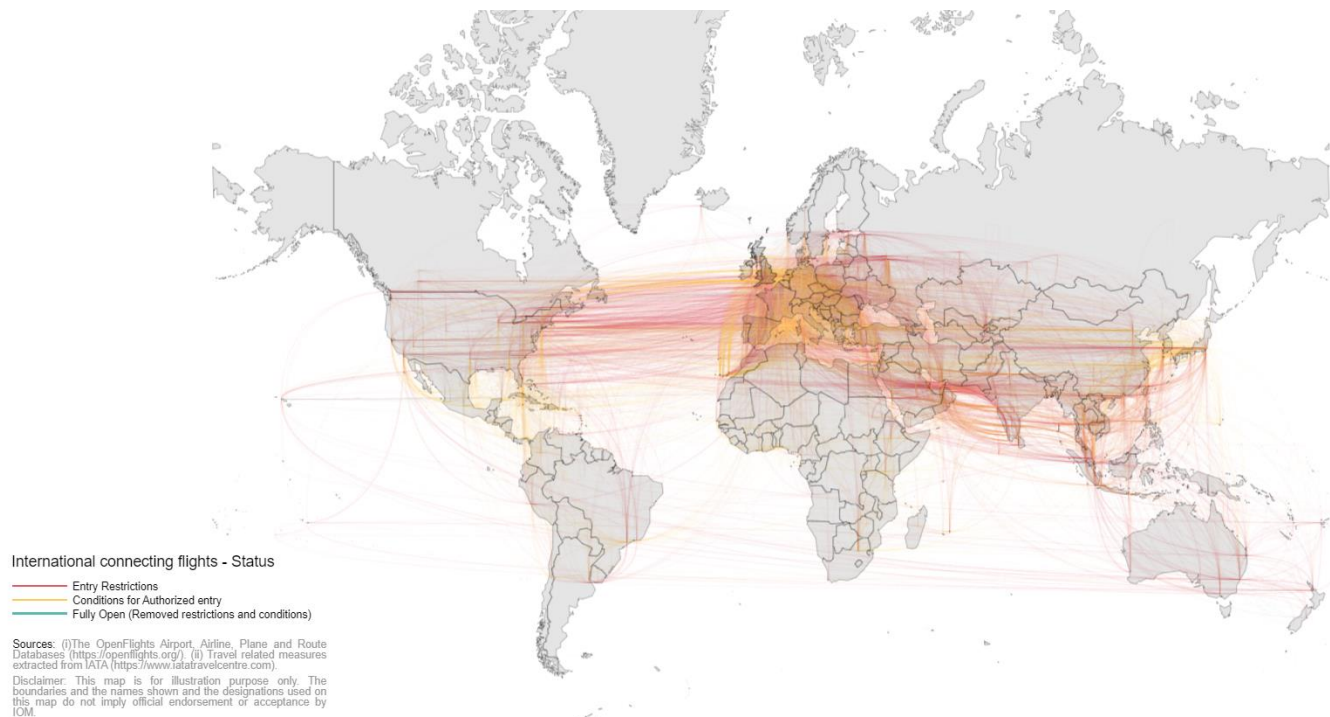 International connecting flights - Status
Entry Restrictions
Conditions for Authorized entry
Fully Open (Removed restrictions and conditions)
Sources: (i)The OpenFlights Airport, Airline, Plane and Route
Databases (https://openflights.org/). (ii) Travel related measures
extracted from IATA (https://www.iatatravelcentre.com).
Disclaimer: This map is for illustration purpose only. The
boundaries and the names shown and the designations used on
this map do not imply official endorsement or acceptance by
IOM.